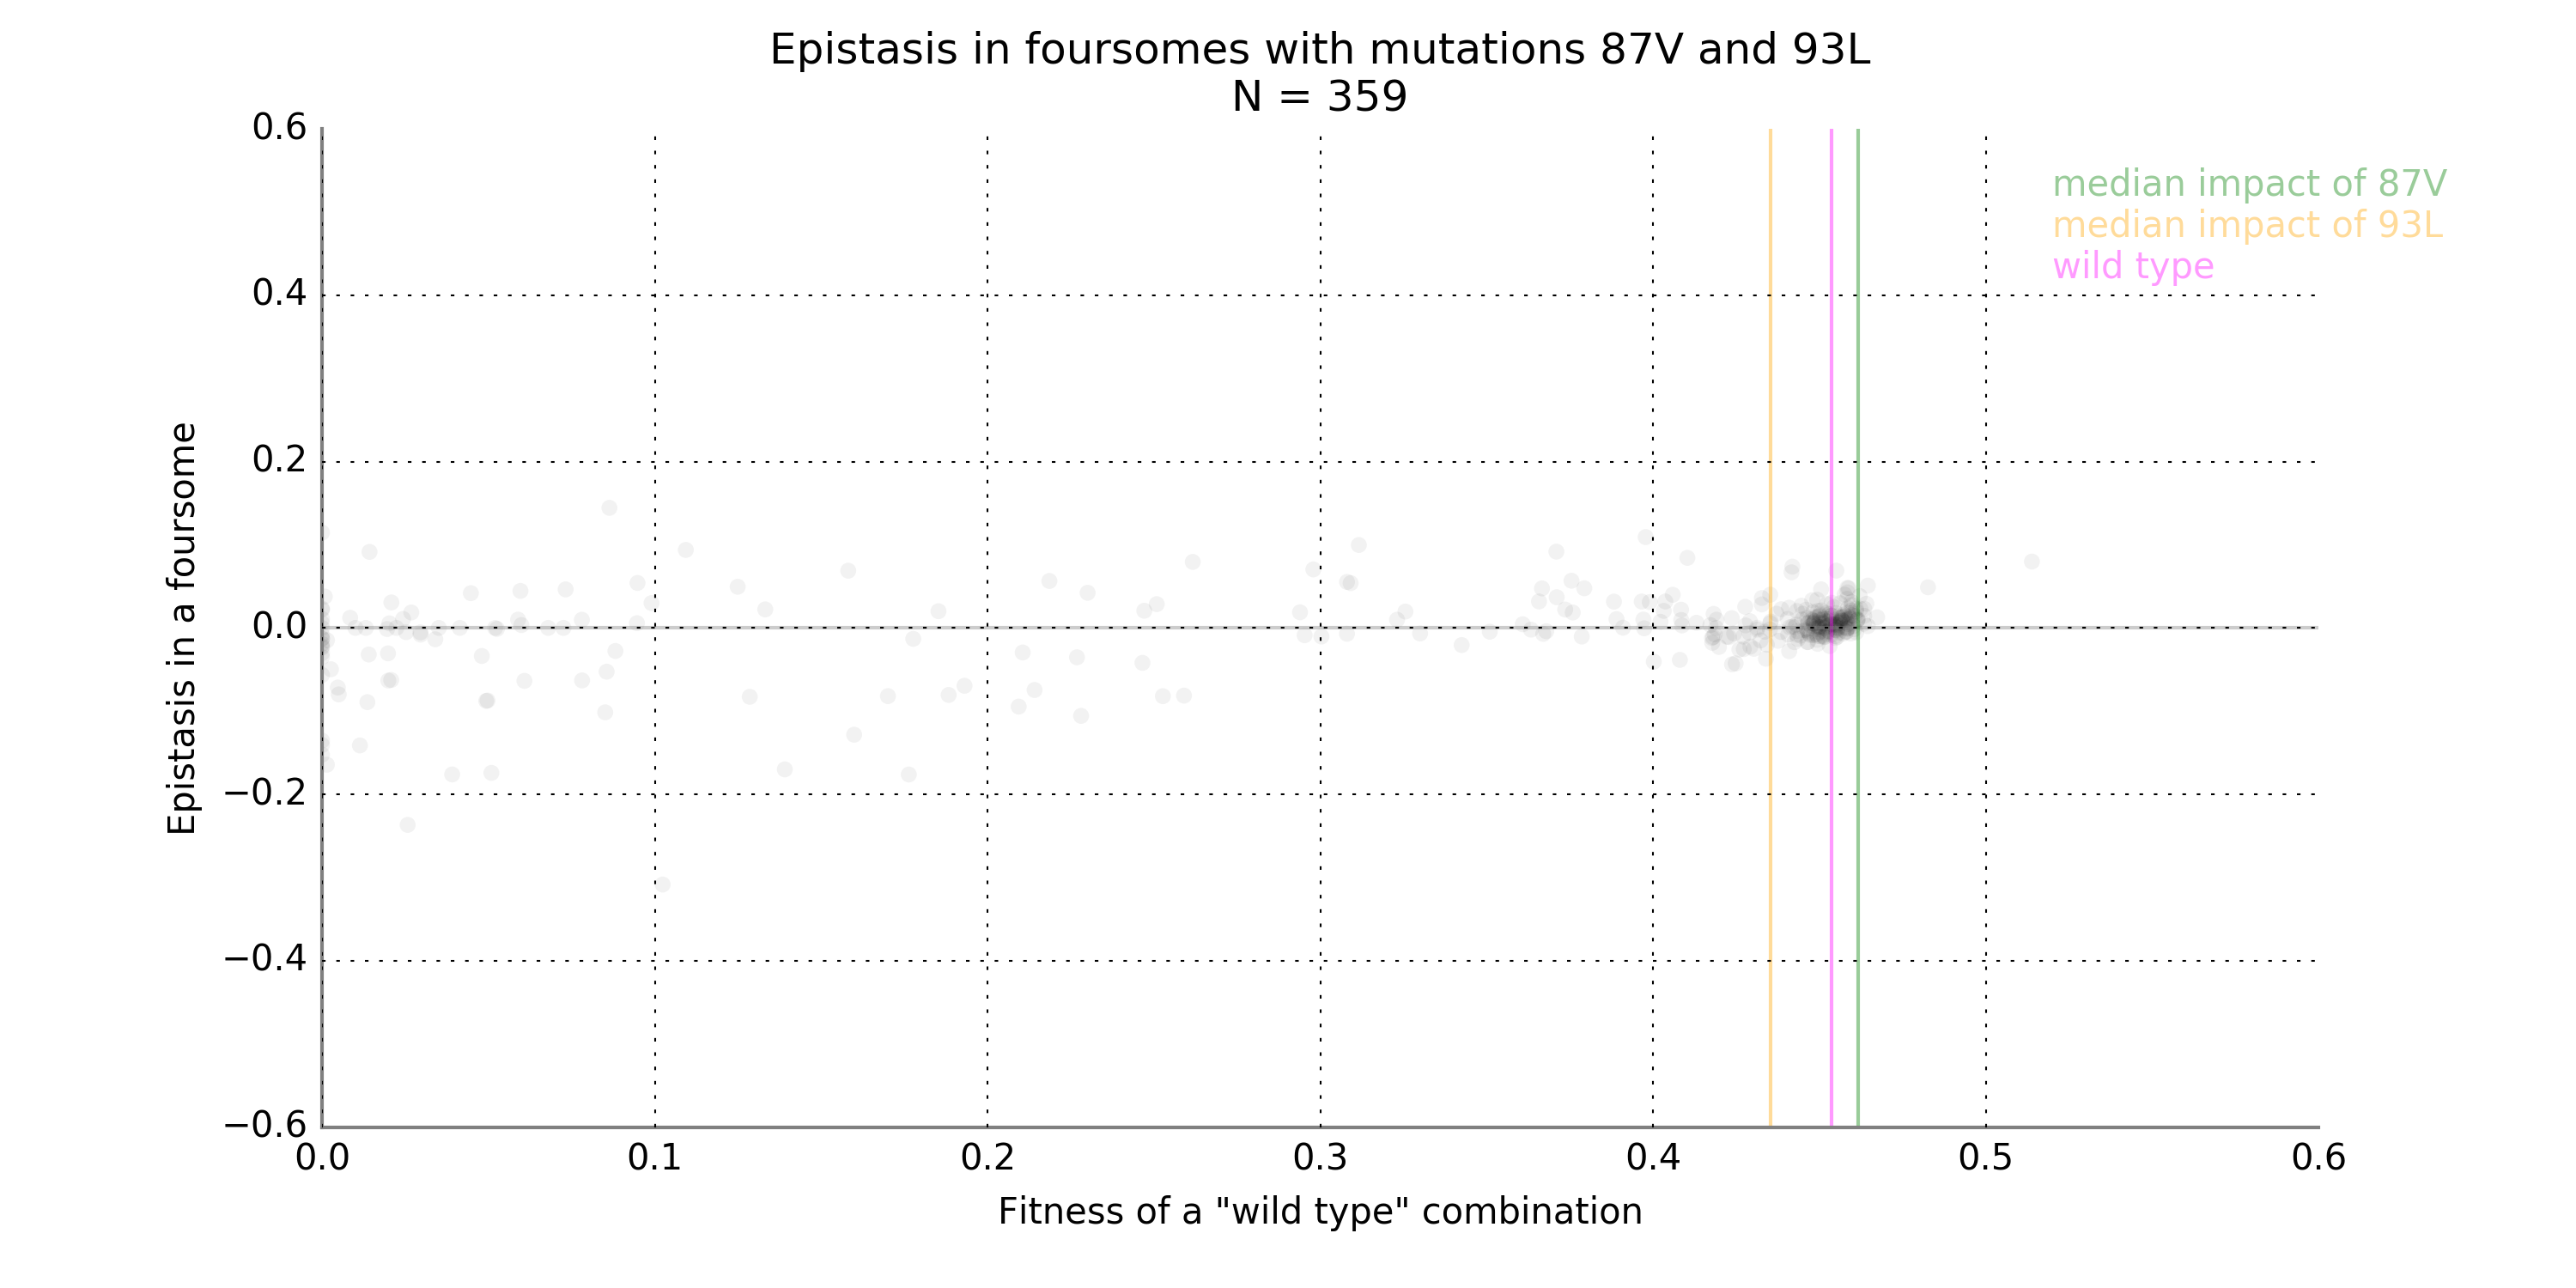 Epistasis in foursomes with mutations 87V and 93L
N = 359
0.6
0.4
0.2
0.0
−0.2
−0.4
−0.6
Epistasis in a foursome
median impact of 87V
median impact of 93L
wild type
0.0 0.1 0.2 0.3 0.4 0.5 0.6
Fitness of a "wild type" combination